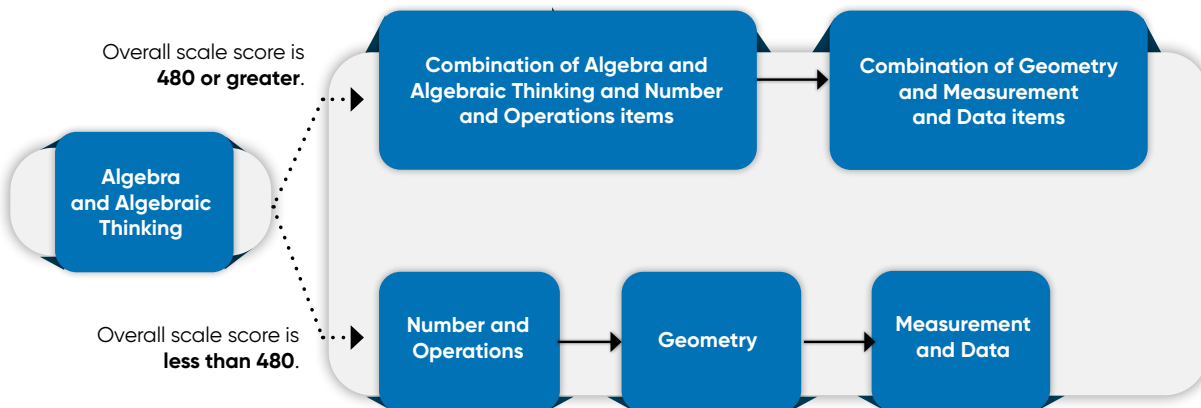 Overall scale score is
480 or greater.
Combination of Algebra and
Algebraic Thinking and Number
and Operations items
Combination of Geometry
and Measurement
and Data items
Algebra
and Algebraic
Thinking
Overall scale score is
less than 480.
Number and
Operations
Geometry
Measurement
and Data